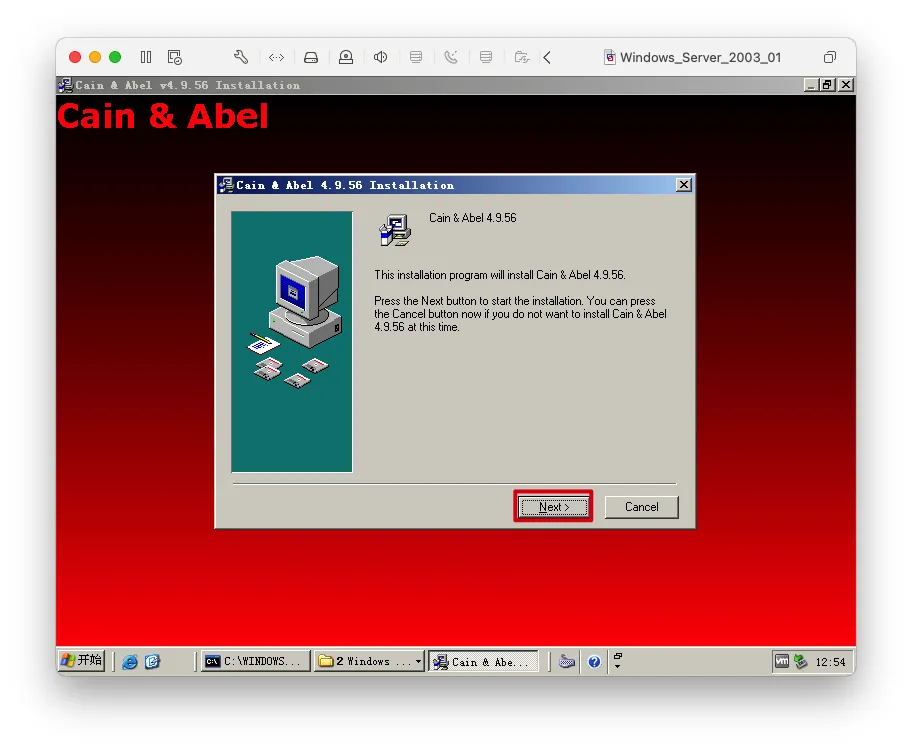 Windows_Server_2003_01
Cain & Abel v4.9.56 Installation
Cain & Abel
Cain & Abel 4.9.56 Installation
Cain & Abel 4.9.56
This installation program will install Cain & Abel 4.9.56.
Press the Next button to start the installation. You can press
the Cancel button now if you do not want to install Cain & Abel
4.9.56 at this time.
Next >
Cancel
开始
C:\WINDOWS...
2 Windows ...
Cain & Abe...
12:54